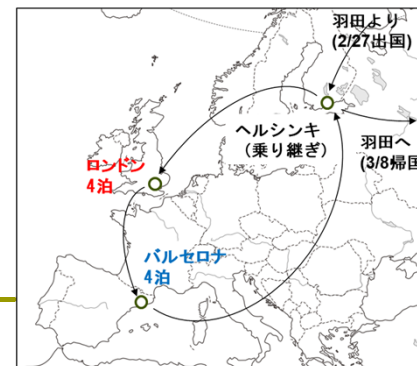 羽田より
(2/27出国)
ヘルシンキ
(乗り継ぎ)
羽田へ
(3/8帰国
ロンドン
4泊
バルセロナ
4泊